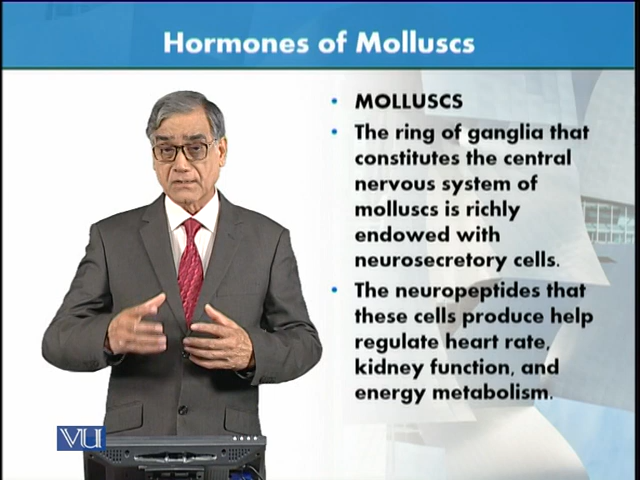 Hormones of Molluscs
• MOLLUSCS
• The ring of ganglia that
constitutes the central
nervous system of
molluscs is richly
endowed with
neurosecretory cells.
• The neuropeptides that
these cells produce help
regulate heart rate,
kidney function, and
energy metabolism.
VU